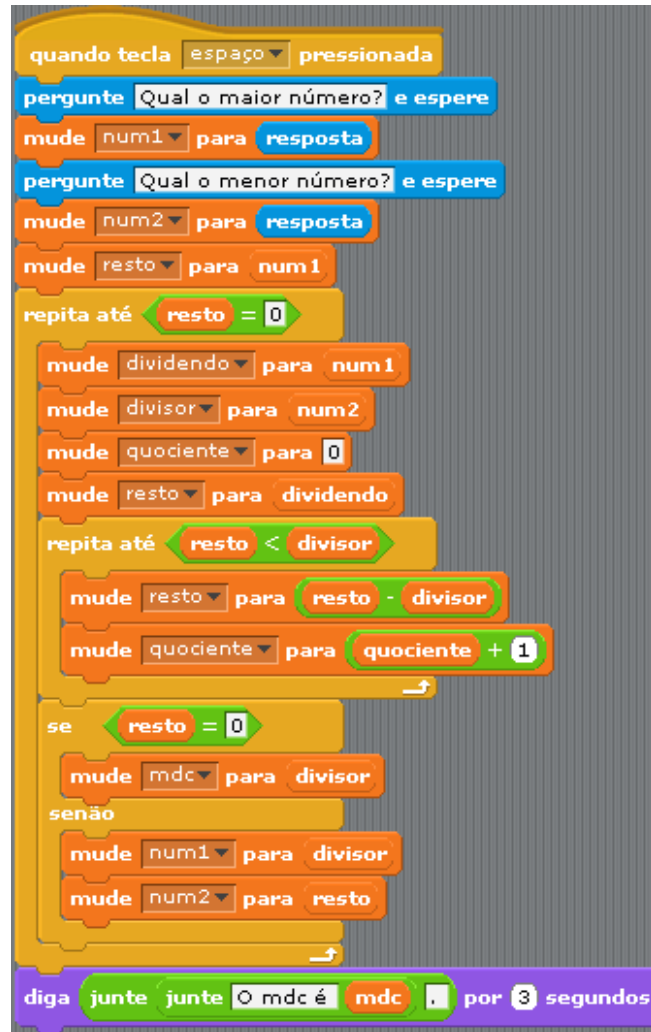 quando tecla espaço pressionada
pergunte Qual o maior número? e espere
mude num1 para resposta
pergunte Qual o menor número? e espere
mude num2 para resposta
mude resto para num1
repita até resto = 0
mude dividendo para num1
mude divisor para num2
mude quociente para 0
mude resto para dividendo
repita até resto < divisor
mude resto para resto - divisor
mude quociente para quociente + 1
se resto = 0
mude mdc para divisor
senão
mude num1 para divisor
mude num2 para resto
diga junte junte O mdc é mdc . por 3 segundos